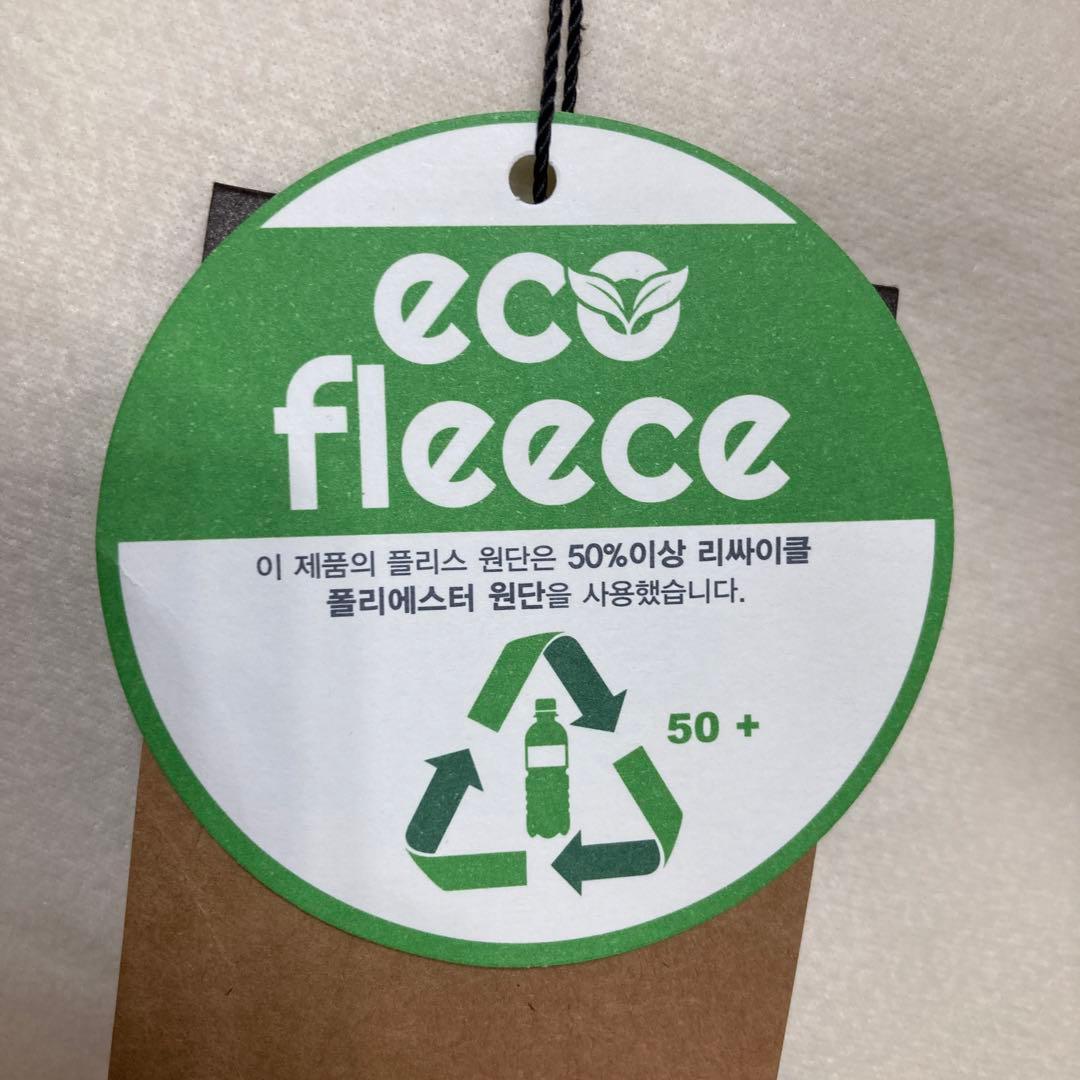 eco
fleece
이 제품의 플리스 원단은 50%이상 리싸이클
폴리에스터 원단을 사용했습니다.
50 +